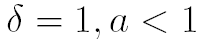 δ = 1, a < 1